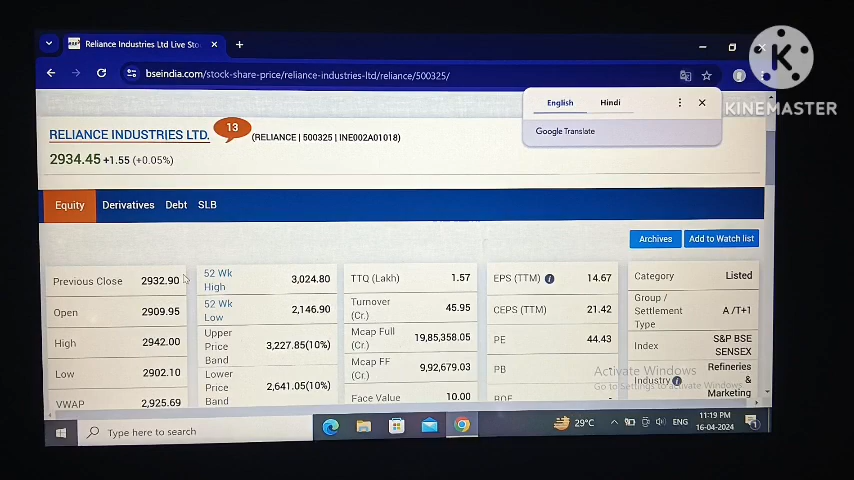 Reliance Industries Ltd Live Sto
bseindia.com/stock-share-price/reliance-industries-ltd/reliance/500325/
KINEMASTER
English Hindi
Google Translate
RELIANCE INDUSTRIES LTD. 13 (RELIANCE | 500325 | INE002A01018)
2934.45 +1.55 (+0.05%)
Equity Derivatives Debt SLB
Archives Add to Watch list
Previous Close 2932.90
Open 2909.95
High 2942.00
Low 2902.10
VWAP 2,925.69
52 Wk
High 3,024.80
52 Wk
Low 2,146.90
Upper
Price
Band 3,227.85(10%)
Lower
Price
Band 2,641.05(10%)
TTQ (Lakh) 1.57
Turnover
(Cr.) 45.95
Mcap Full
(Cr.) 19,85,358.05
Mcap FF
(Cr.) 9,92,679.03
Face Value 10.00
EPS (TTM) 14.67
CEPS (TTM) 21.42
PE 44.43
PB
ROE -
Category Listed
Group /
Settlement
Type A /T+1
Index S&P BSE
SENSEX
Industry Refineries
&
Marketing
Activate Windows
Go to Settings to activate Windows.
Type here to search
29°C ENG 11:19 PM
16-04-2024